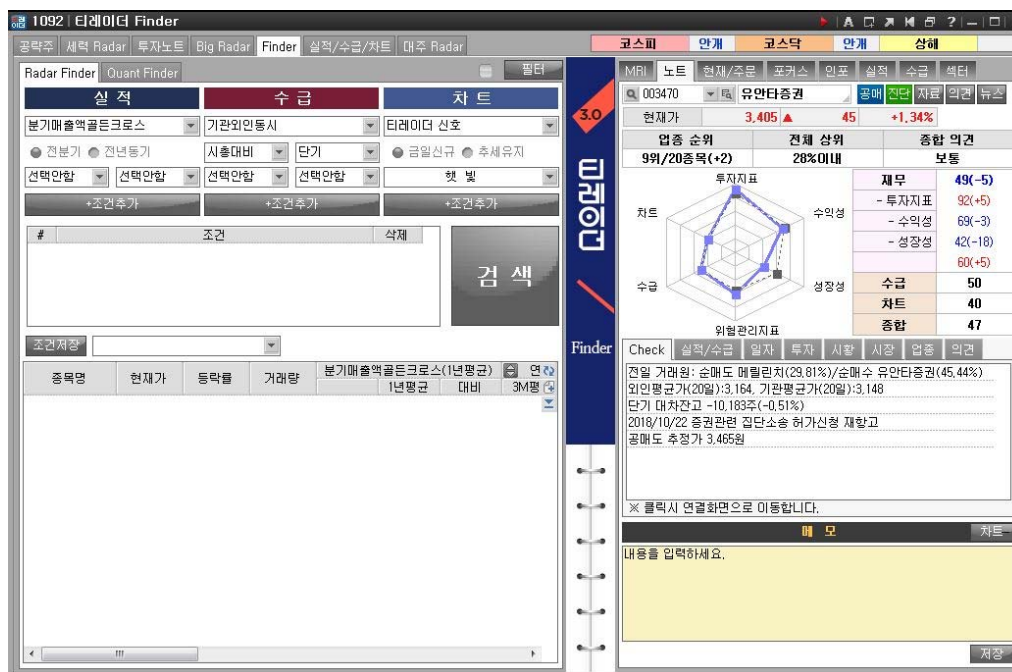 1092 | 티레이더 Finder
A ? – □
공략주 세력 Radar 투자노트 Big Radar Finder 실적/수급/차트 대주 Radar
코스피 안개 코스닥 안개 상해
Radar Finder Quant Finder 필터
실 적 수 급 차 트
분기매출액골든크로스 기관외인동시 티레이더 신호
전분기 전년동기 시총대비 단기 금일신규 추세유지
선택안함 선택안함 선택안함 선택안함 햇 빛
+조건추가 +조건추가 +조건추가
# 조건 삭제
검 색
조건저장
종목명 현재가 등락률 거래량 분기매출액골든크로스(1년평균) 연
1년평균 대비 3M평
3.0
티레이더
Finder
MRI 노트 현재/주문 포커스 인포 실적 수급 섹터
003470 유안타증권 공매 진단 자료 의견 뉴스
현재가 3,405 ▲ 45 +1,34%
업종 순위 전체 상위 종합 의견
9위/20종목(+2) 28%이내 보통
투자지표
차트 수익성
수급 성장성
위험관리지표
재무 49(-5)
- 투자지표 92(+5)
- 수익성 69(-3)
- 성장성 42(-18)
60(+5)
수급 50
차트 40
종합 47
Check 실적/수급 일자 투자 시황 시장 업종 의견
전일 거래원: 순매도 메릴린치(29,81%)/순매수 유안타증권(45,44%)
외인평균가(20일):3,164, 기관평균가(20일):3,148
단기 대차잔고 -10,183주(-0,51%)
2018/10/22 증권관련 집단소송 허가신청 재항고
공매도 추정가 3,465원
※ 클릭시 연결화면으로 이동합니다.
메 모 차트
내용을 입력하세요.
저장